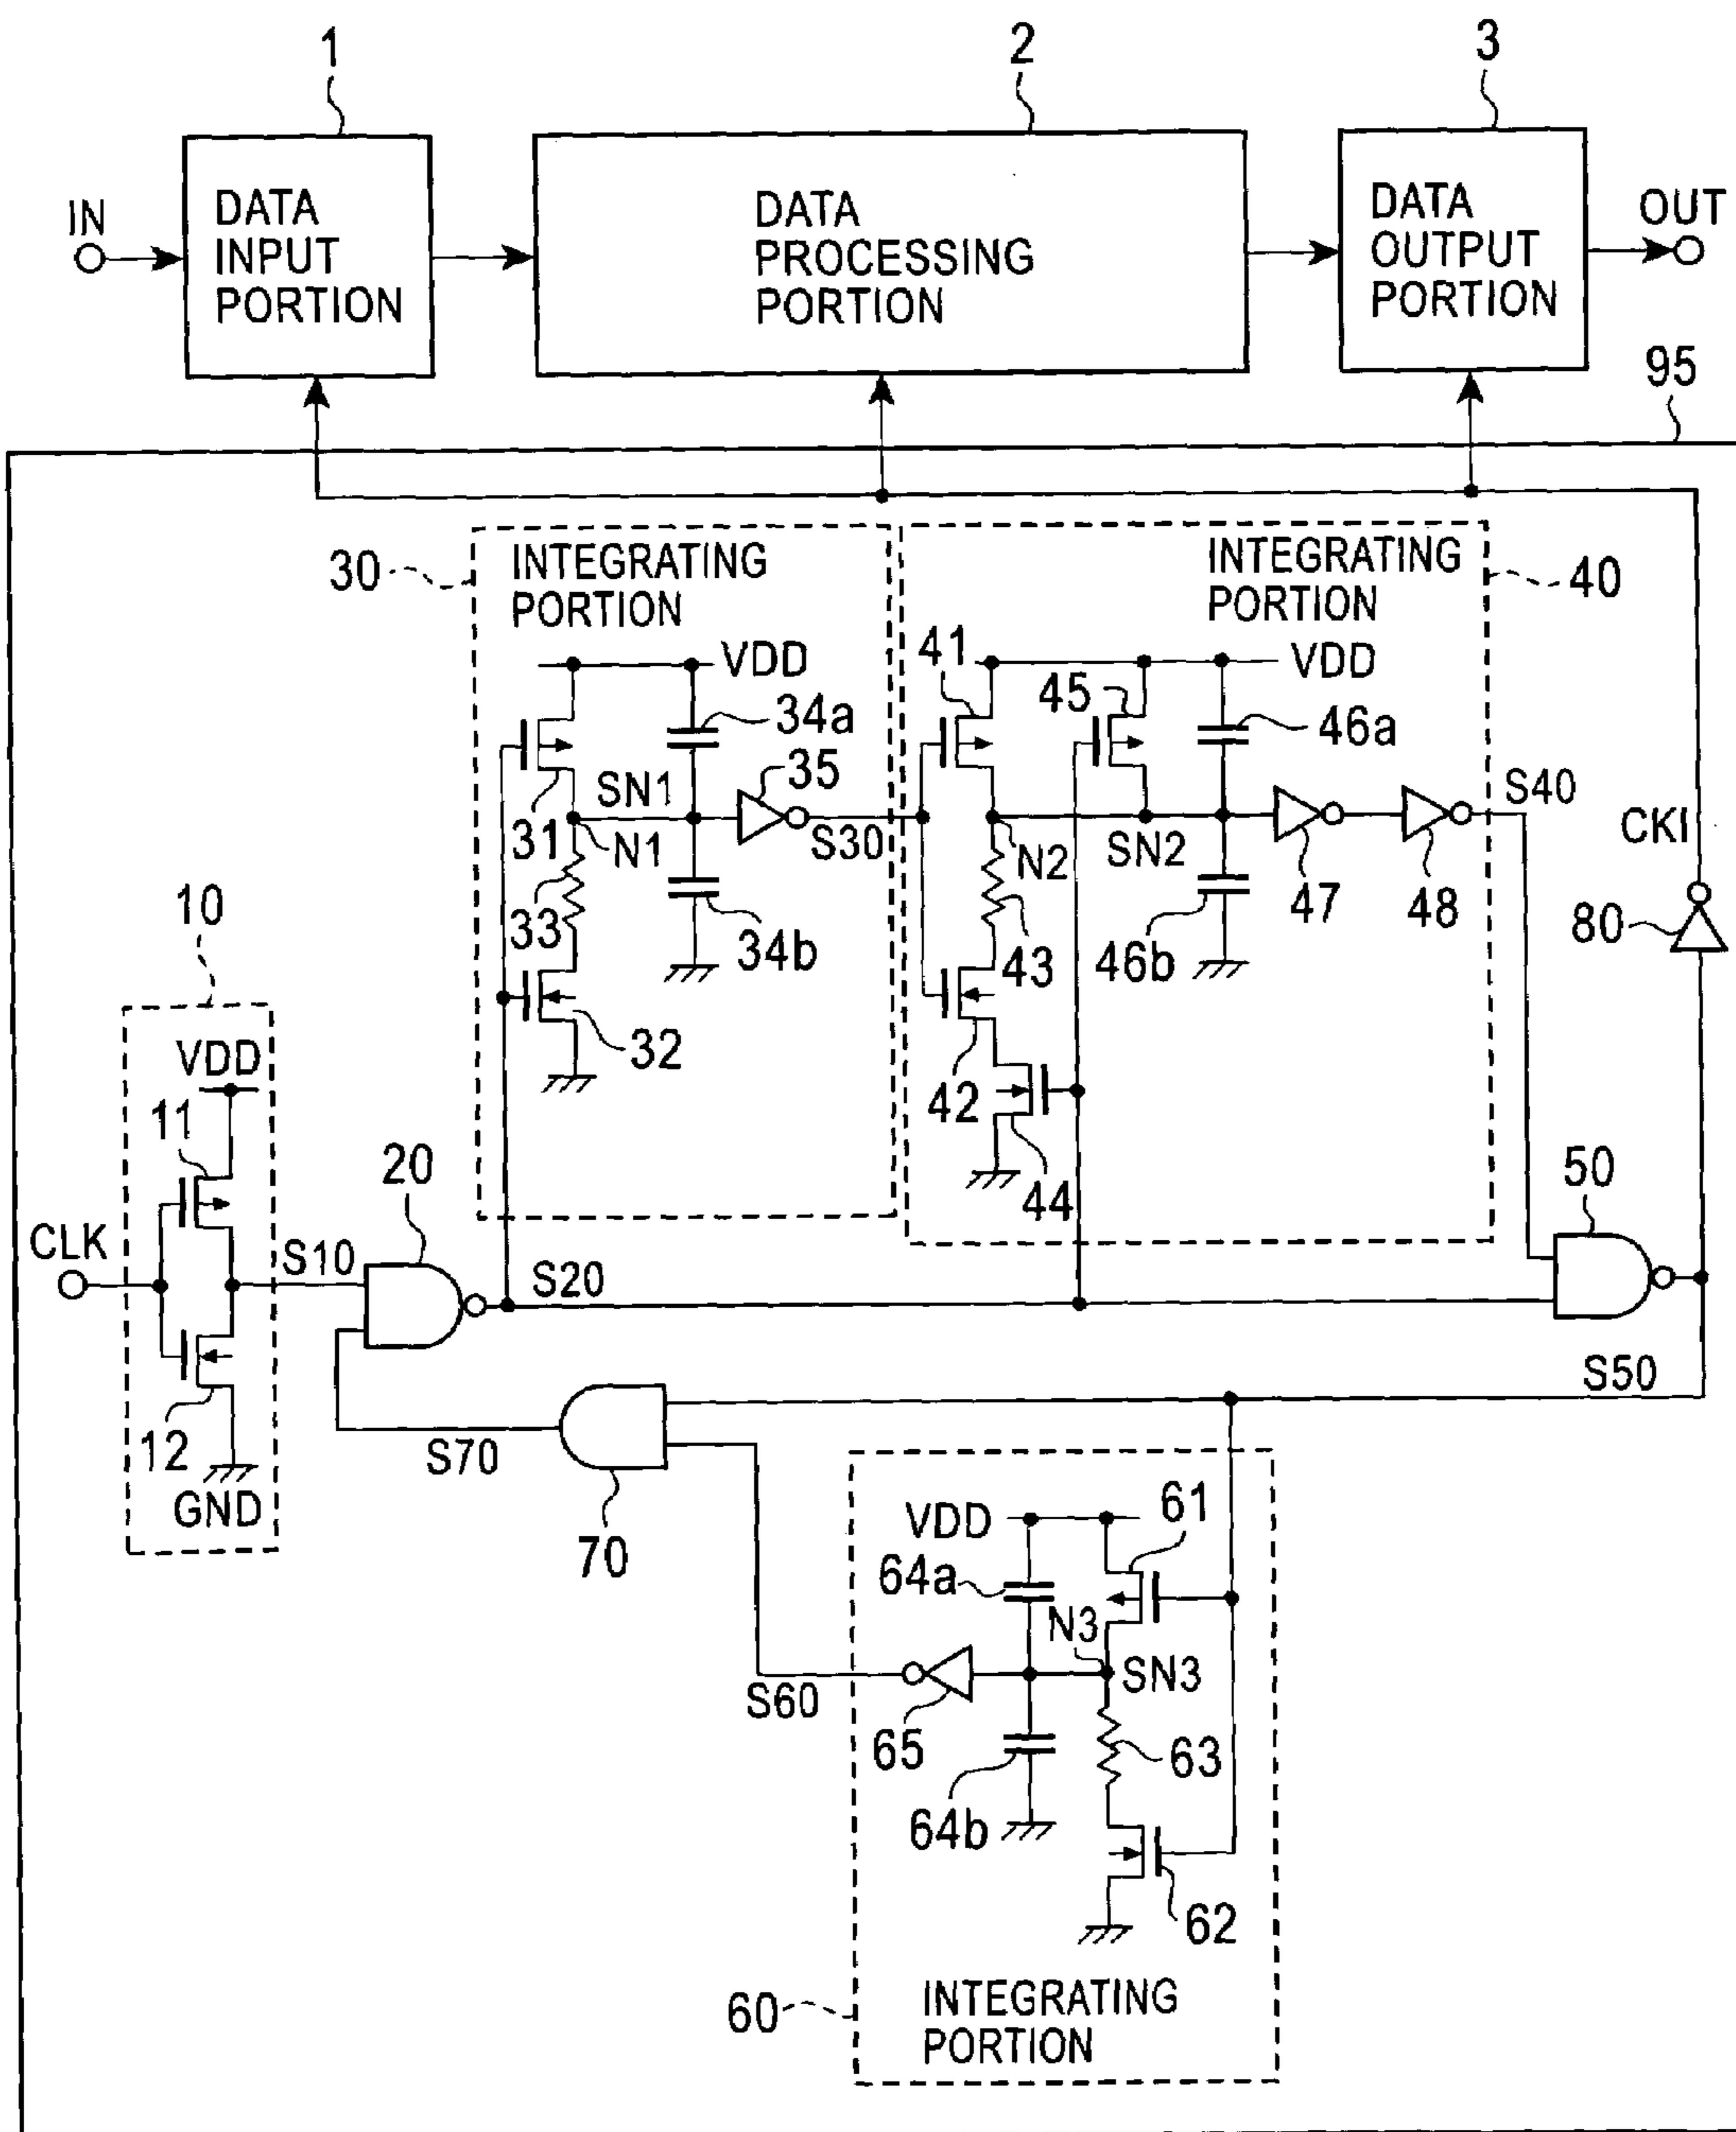 1
2
3
IN
DATA
INPUT
PORTION
DATA
PROCESSING
PORTION
DATA
OUTPUT
PORTION
OUT
95
30
INTEGRATING
PORTION
INTEGRATING
PORTION
40
VDD
41
45
VDD
34a
46a
35
SN1
S40
31
N1
S30
N2
SN2
CKI
33
34b
43
46b
47
48
80
10
32
42
VDD
11
44
20
50
CLK
S10
S20
12
S70
S50
GND
70
VDD
61
64a
N3
SN3
S60
65
63
64b
62
60
INTEGRATING
PORTION